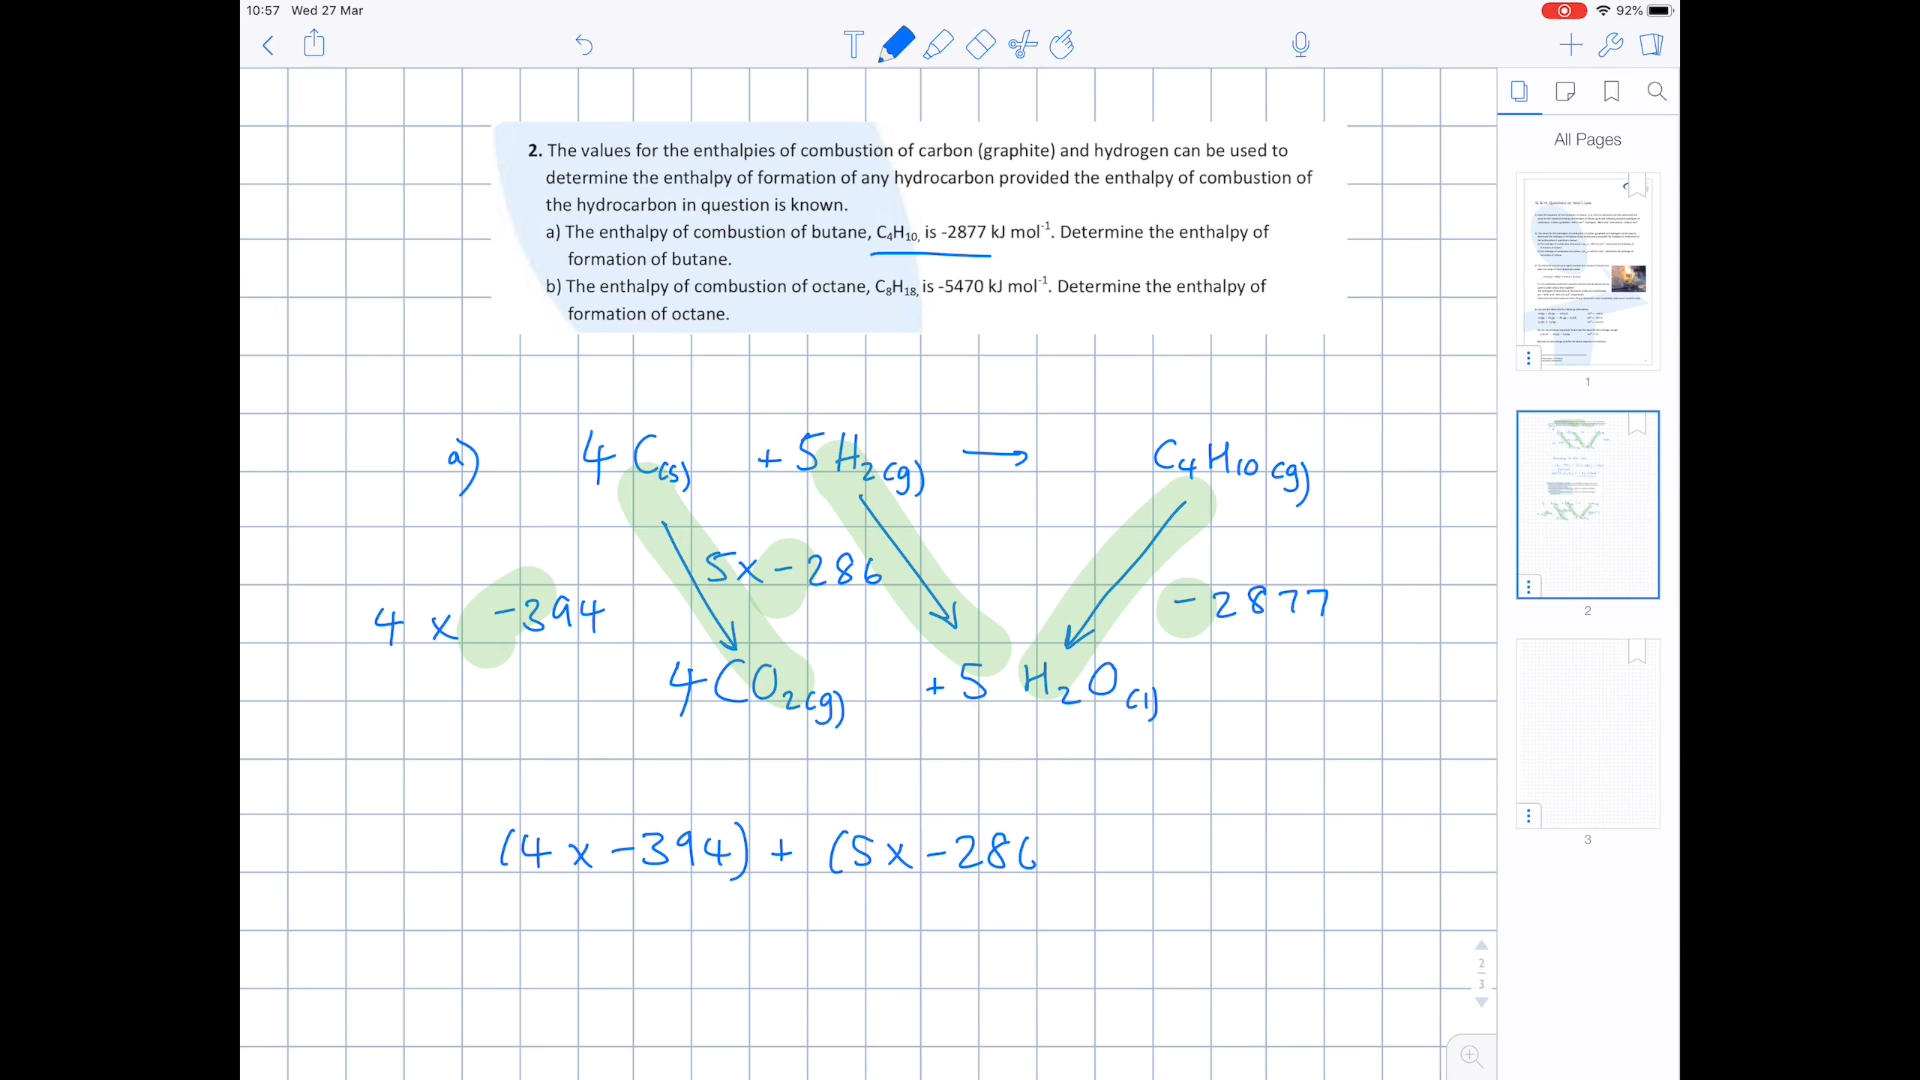 10:57 Wed 27 Mar
92%
All Pages
2. The values for the enthalpies of combustion of carbon (graphite) and hydrogen can be used to
determine the enthalpy of formation of any hydrocarbon provided the enthalpy of combustion of
the hydrocarbon in question is known.
a) The enthalpy of combustion of butane, C₄H₁₀, is -2877 kJ mol⁻¹. Determine the enthalpy of
formation of butane.
b) The enthalpy of combustion of octane, C₈H₁₈, is -5470 kJ mol⁻¹. Determine the enthalpy of
formation of octane.
a) 4 C(s) + 5 H₂(g) → C₄H₁₀(g)
5x-286
4 x -394
-2877
4CO₂(g) + 5 H₂O(l)
(4 x -394) + (5 x -286
1
2
3
2
3